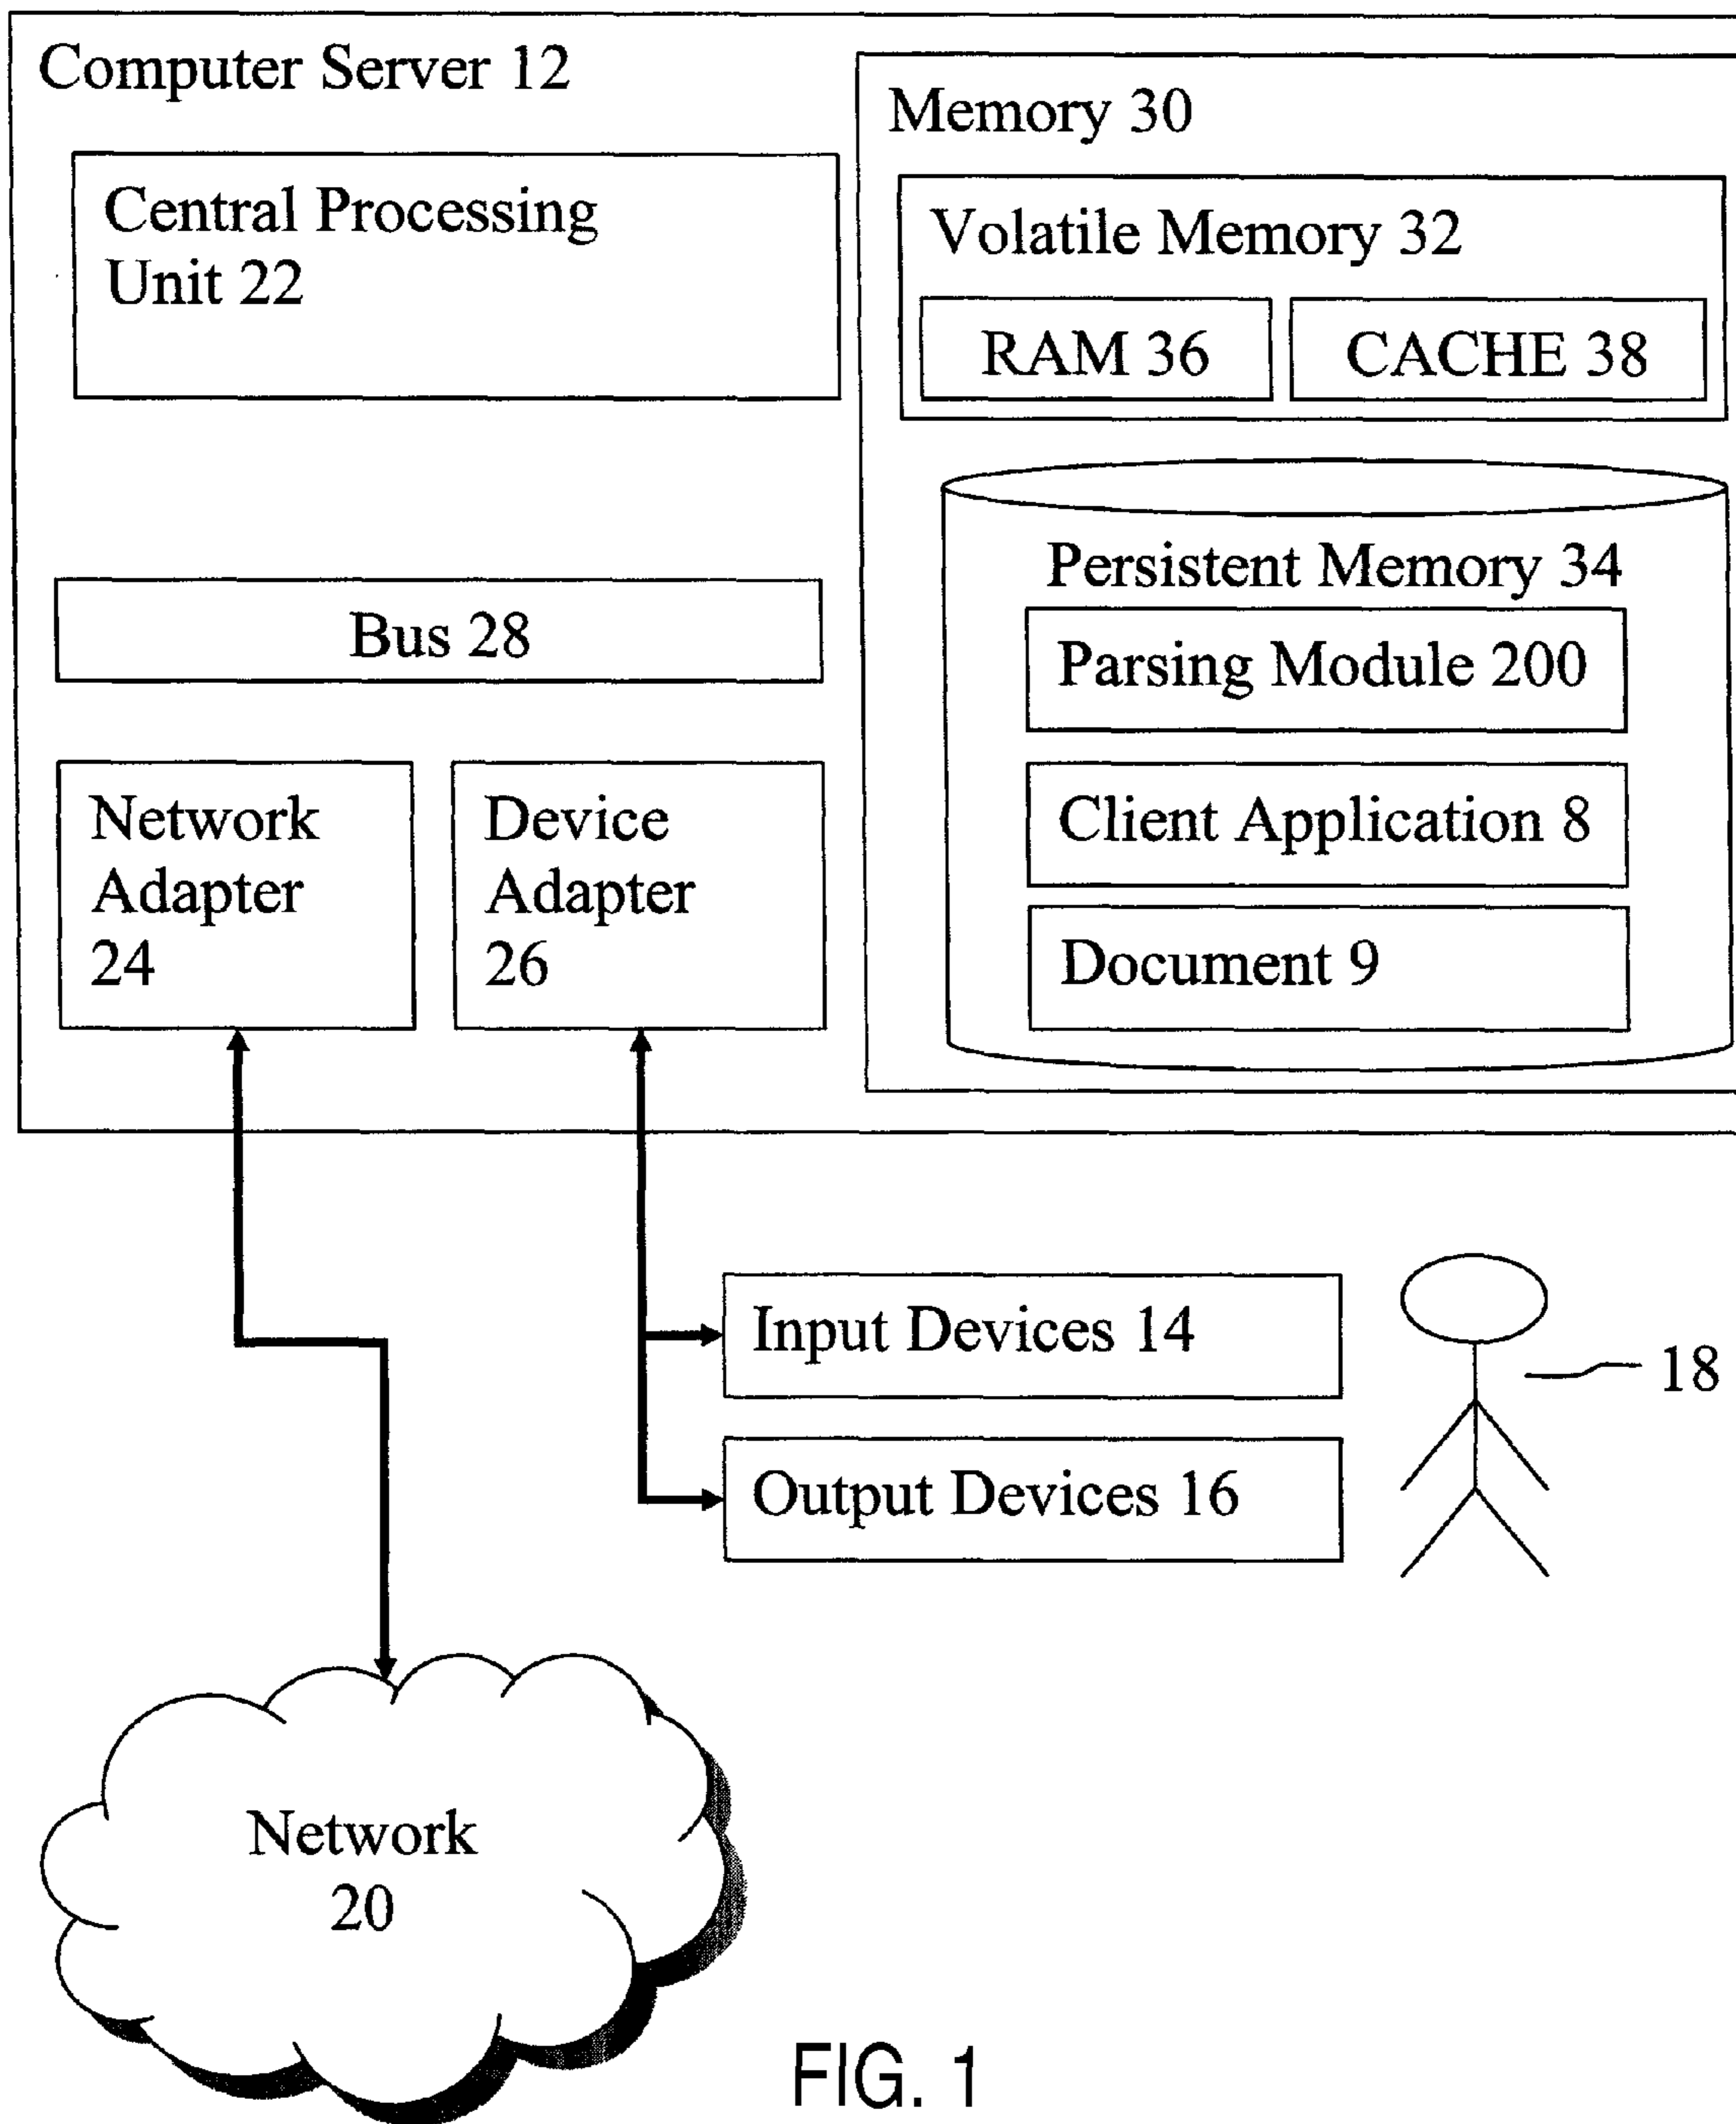 Computer Server 12
Central Processing
Unit 22
Bus 28
Network
Adapter
24
Device
Adapter
26
Memory 30
Volatile Memory 32
RAM 36
CACHE 38
Persistent Memory 34
Parsing Module 200
Client Application 8
Document 9
Input Devices 14
Output Devices 16
18
Network
20
FIG. 1